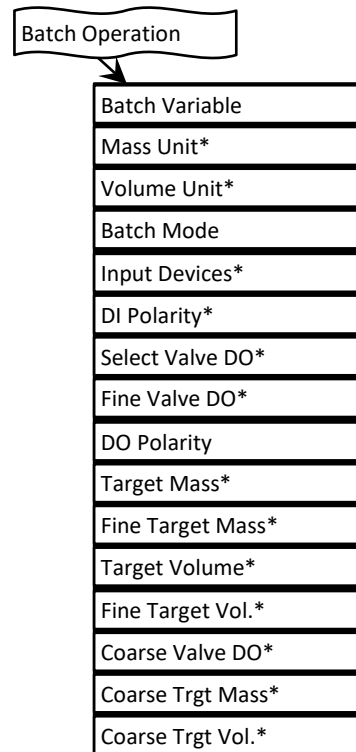 Batch Operation
Batch Variable
Mass Unit*
Volume Unit*
Batch Mode
Input Devices*
DI Polarity*
Select Valve DO*
Fine Valve DO*
DO Polarity
Target Mass*
Fine Target Mass*
Target Volume*
Fine Target Vol.*
Coarse Valve DO*
Coarse Trgt Mass*
Coarse Trgt Vol.*